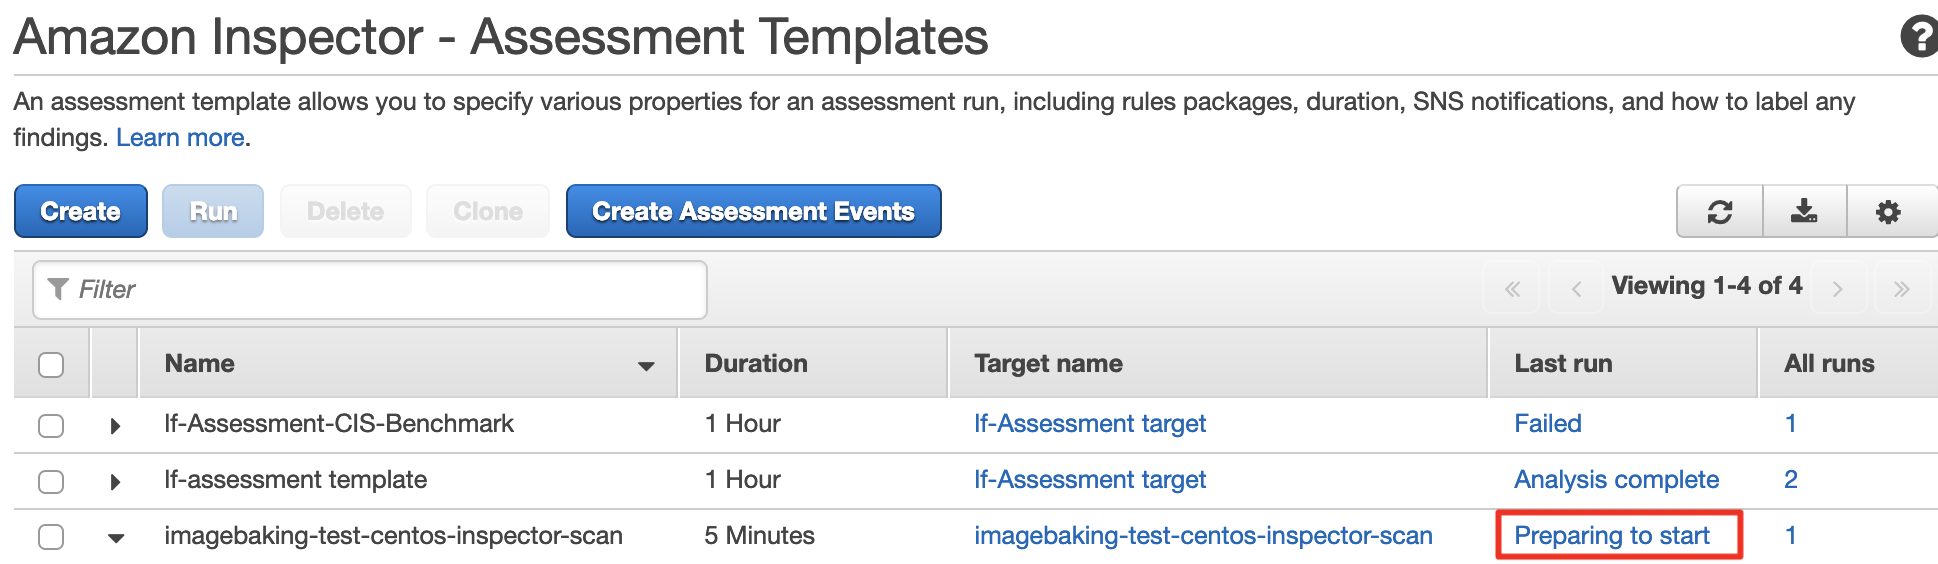 Amazon Inspector - Assessment Templates
An assessment template allows you to specify various properties for an assessment run, including rules packages, duration, SNS notifications, and how to label any
findings. Learn more.
Create Run Delete Clone Create Assessment Events
Filter
Viewing 1-4 of 4
Name Duration Target name Last run All runs
lf-Assessment-CIS-Benchmark 1 Hour lf-Assessment target Failed 1
lf-assessment template 1 Hour lf-Assessment target Analysis complete 2
imagebaking-test-centos-inspector-scan 5 Minutes imagebaking-test-centos-inspector-scan Preparing to start 1